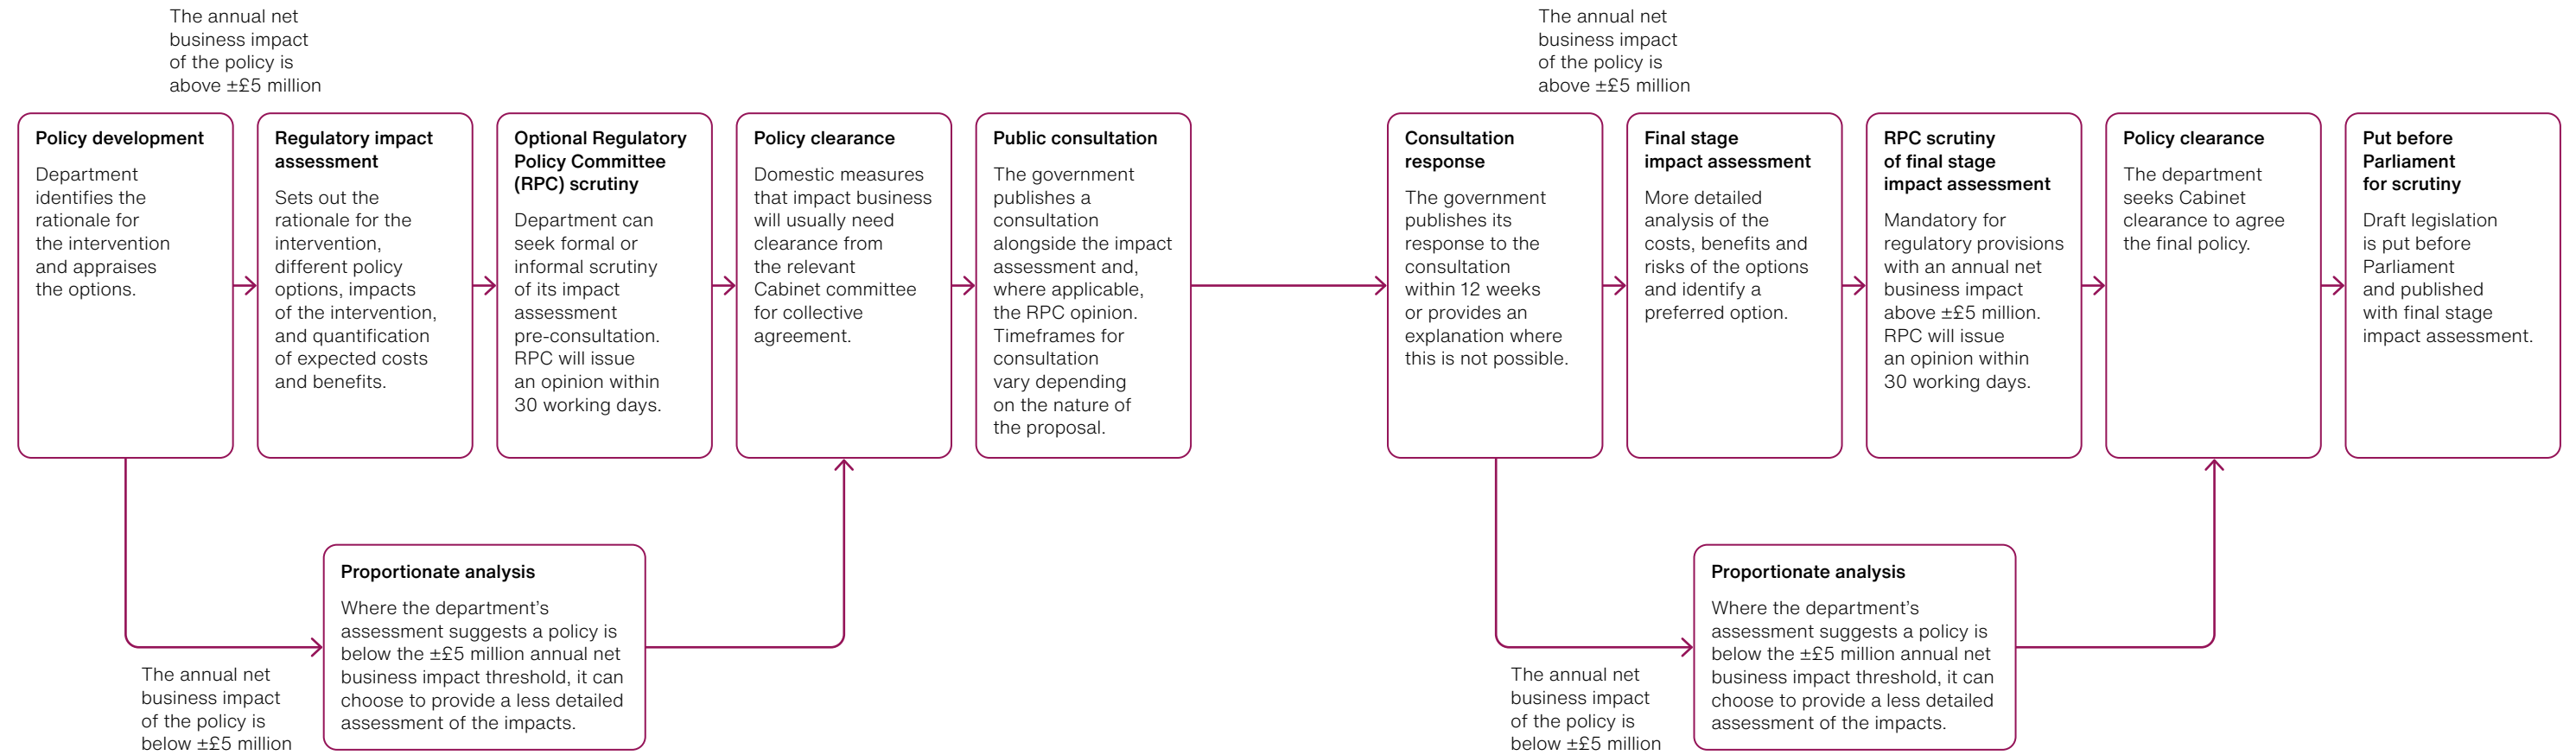 The annual net
business impact
of the policy is
above ±£5 million
Policy development
Department
identifies the
rationale for
the intervention
and appraises
the options.
Regulatory impact
assessment
Sets out the
rationale for the
intervention,
different policy
options, impacts
of the intervention,
and quantification
of expected costs
and benefits.
Optional Regulatory
Policy Committee
(RPC) scrutiny
Department can
seek formal or
informal scrutiny
of its impact
assessment
pre-consultation.
RPC will issue
an opinion within
30 working days.
Policy clearance
Domestic measures
that impact business
will usually need
clearance from
the relevant
Cabinet committee
for collective
agreement.
Public consultation
The government
publishes a
consultation
alongside the impact
assessment and,
where applicable,
the RPC opinion.
Timeframes for
consultation
vary depending
on the nature of
the proposal.
The annual net
business impact
of the policy is
below ±£5 million
Proportionate analysis
Where the department’s
assessment suggests a policy is
below the ±£5 million annual net
business impact threshold, it can
choose to provide a less detailed
assessment of the impacts.
The annual net
business impact
of the policy is
above ±£5 million
Consultation
response
The government
publishes its
response to the
consultation
within 12 weeks
or provides an
explanation where
this is not possible.
Final stage
impact assessment
More detailed
analysis of the
costs, benefits and
risks of the options
and identify a
preferred option.
RPC scrutiny
of final stage
impact assessment
Mandatory for
regulatory provisions
with an annual net
business impact
above ±£5 million.
RPC will issue
an opinion within
30 working days.
Policy clearance
The department
seeks Cabinet
clearance to agree
the final policy.
Put before
Parliament
for scrutiny
Draft legislation
is put before
Parliament
and published
with final stage
impact assessment.
The annual net
business impact
of the policy is
below ±£5 million
Proportionate analysis
Where the department’s
assessment suggests a policy is
below the ±£5 million annual net
business impact threshold, it can
choose to provide a less detailed
assessment of the impacts.